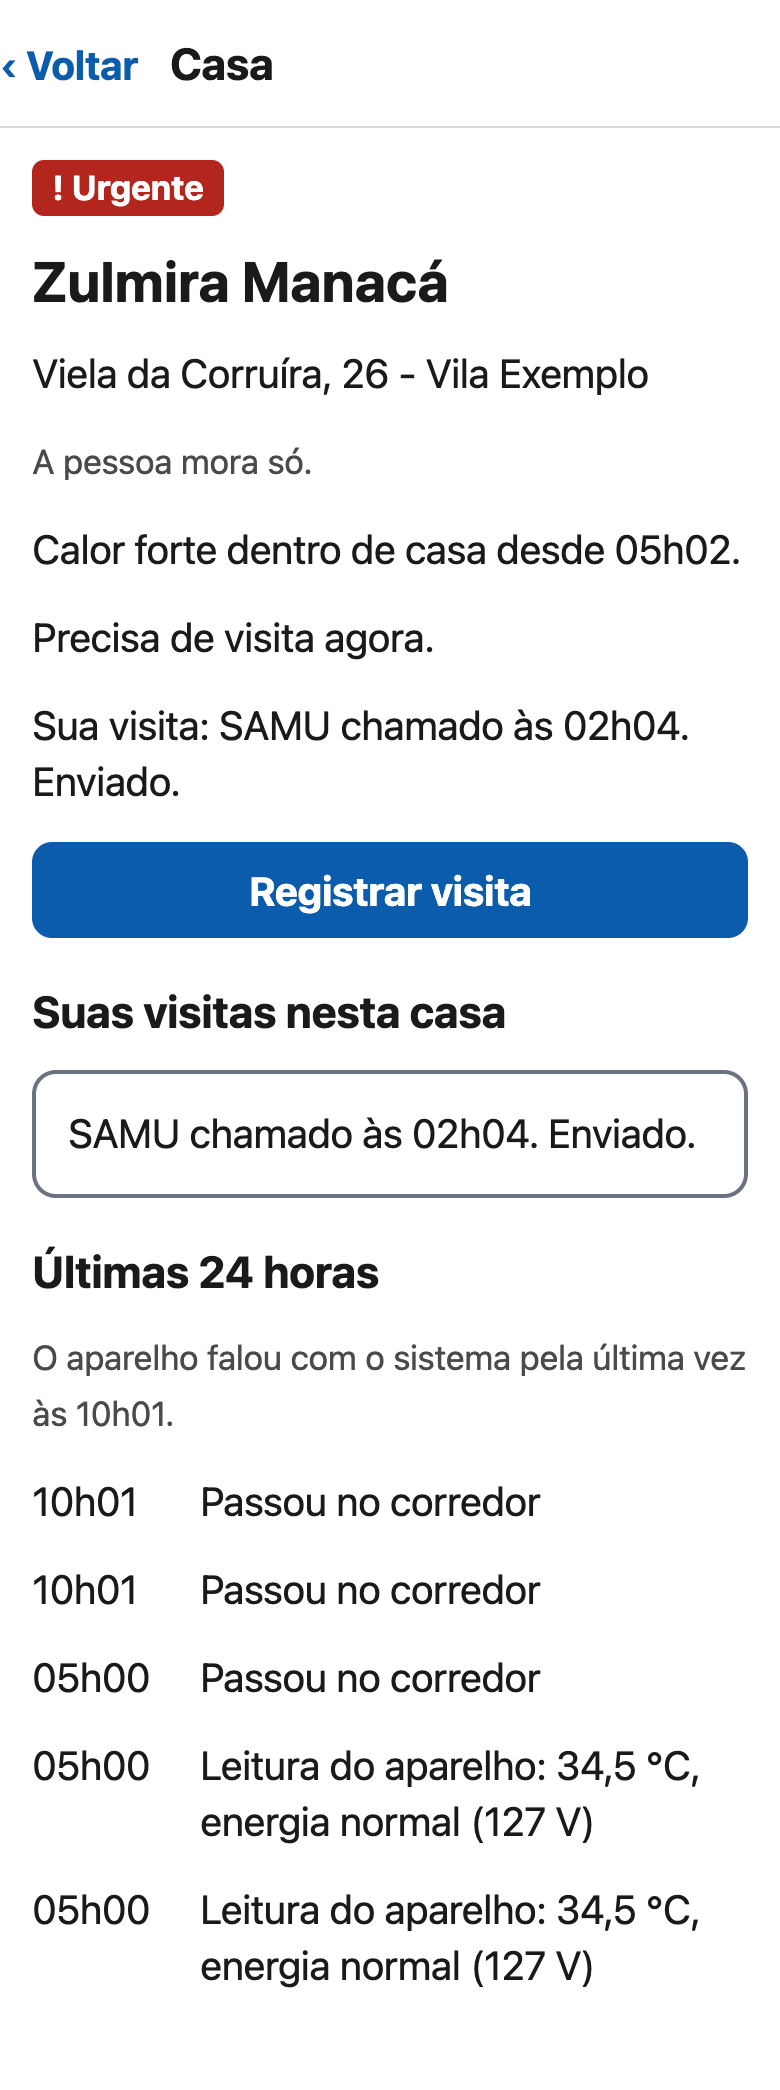 ‹ Voltar Casa
! Urgente
Zulmira Manacá
Viela da Corruíra, 26 - Vila Exemplo
A pessoa mora só.
Calor forte dentro de casa desde 05h02.
Precisa de visita agora.
Sua visita: SAMU chamado às 02h04.
Enviado.
Registrar visita
Suas visitas nesta casa
SAMU chamado às 02h04. Enviado.
Últimas 24 horas
O aparelho falou com o sistema pela última vez
às 10h01.
10h01 Passou no corredor
10h01 Passou no corredor
05h00 Passou no corredor
05h00 Leitura do aparelho: 34,5 °C,
energia normal (127 V)
05h00 Leitura do aparelho: 34,5 °C,
energia normal (127 V)